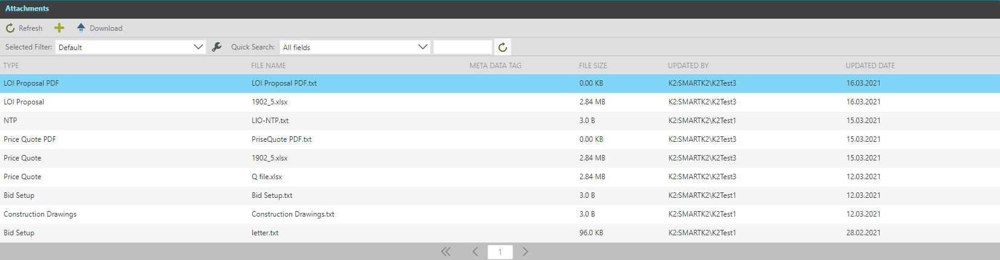 Attachments
Refresh Download
Selected Filter: Default Quick Search: All fields
TYPE FILE NAME META DATA TAG FILE SIZE UPDATED BY UPDATED DATE
LOI Proposal PDF LOI Proposal PDF.txt 0.00 KB K2:SMARTK2\K2Test3 16.03.2021
LOI Proposal 1902_5.xlsx 2.84 MB K2:SMARTK2\K2Test3 16.03.2021
NTP LIO-NTP.txt 3.0 B K2:SMARTK2\K2Test1 15.03.2021
Price Quote PDF PriseQuote PDF.txt 0.00 KB K2:SMARTK2\K2Test3 15.03.2021
Price Quote 1902_5.xlsx 2.84 MB K2:SMARTK2\K2Test3 15.03.2021
Price Quote Q file.xlsx 2.84 MB K2:SMARTK2\K2Test3 12.03.2021
Bid Setup Bid Setup.txt 3.0 B K2:SMARTK2\K2Test1 12.03.2021
Construction Drawings Construction Drawings.txt 3.0 B K2:SMARTK2\K2Test1 12.03.2021
Bid Setup letter.txt 96.0 KB K2:SMARTK2\K2Test1 28.02.2021
1